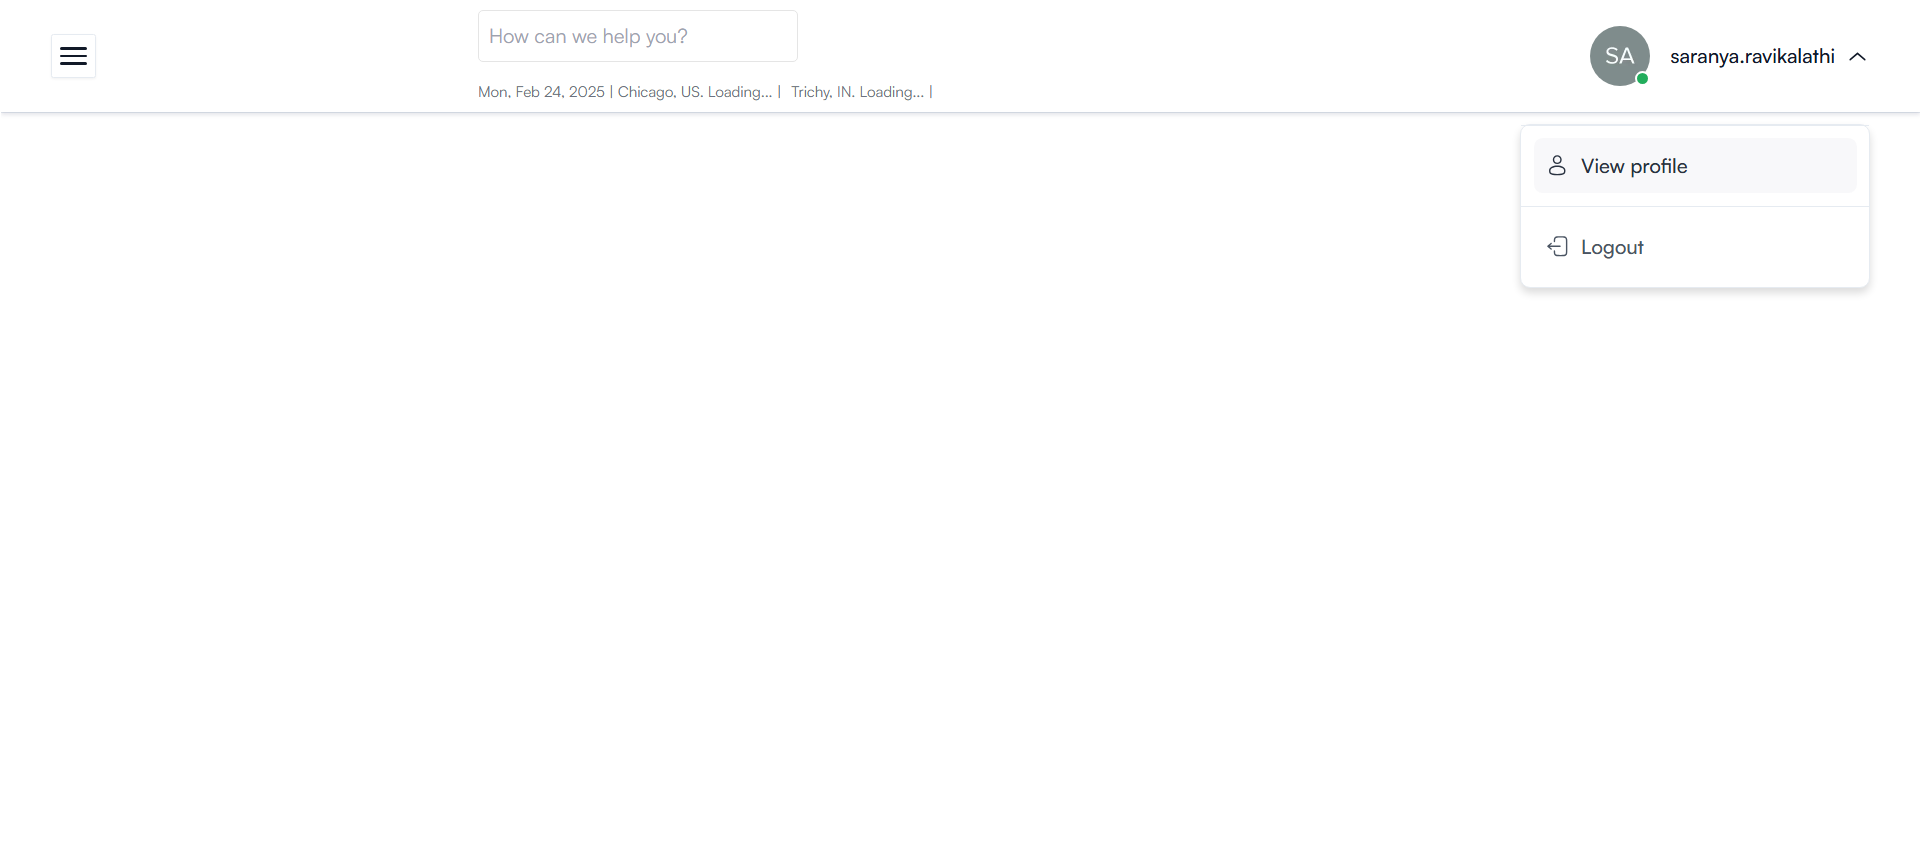 How can we help you?
Mon, Feb 24, 2025 | Chicago, US. Loading... | Trichy, IN. Loading... |
SA
saranya.ravikalathi
View profile
Logout